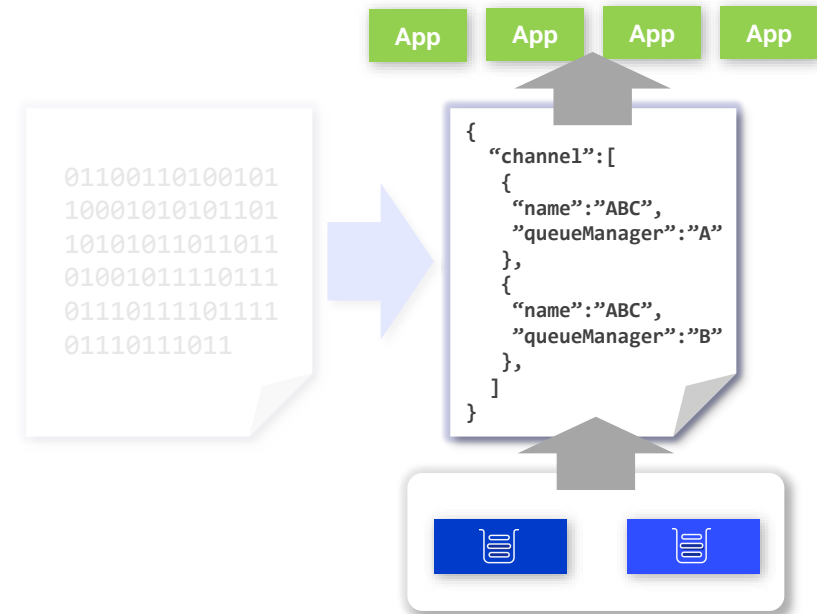 App App App App
01100110100101
10001010101101
10101011011011
01001011110111
01110111101111
01110111011
{
“channel”:[
{
“name”:”ABC”,
”queueManager”:”A”
},
{
“name”:”ABC”,
”queueManager”:”B”
},
]
}